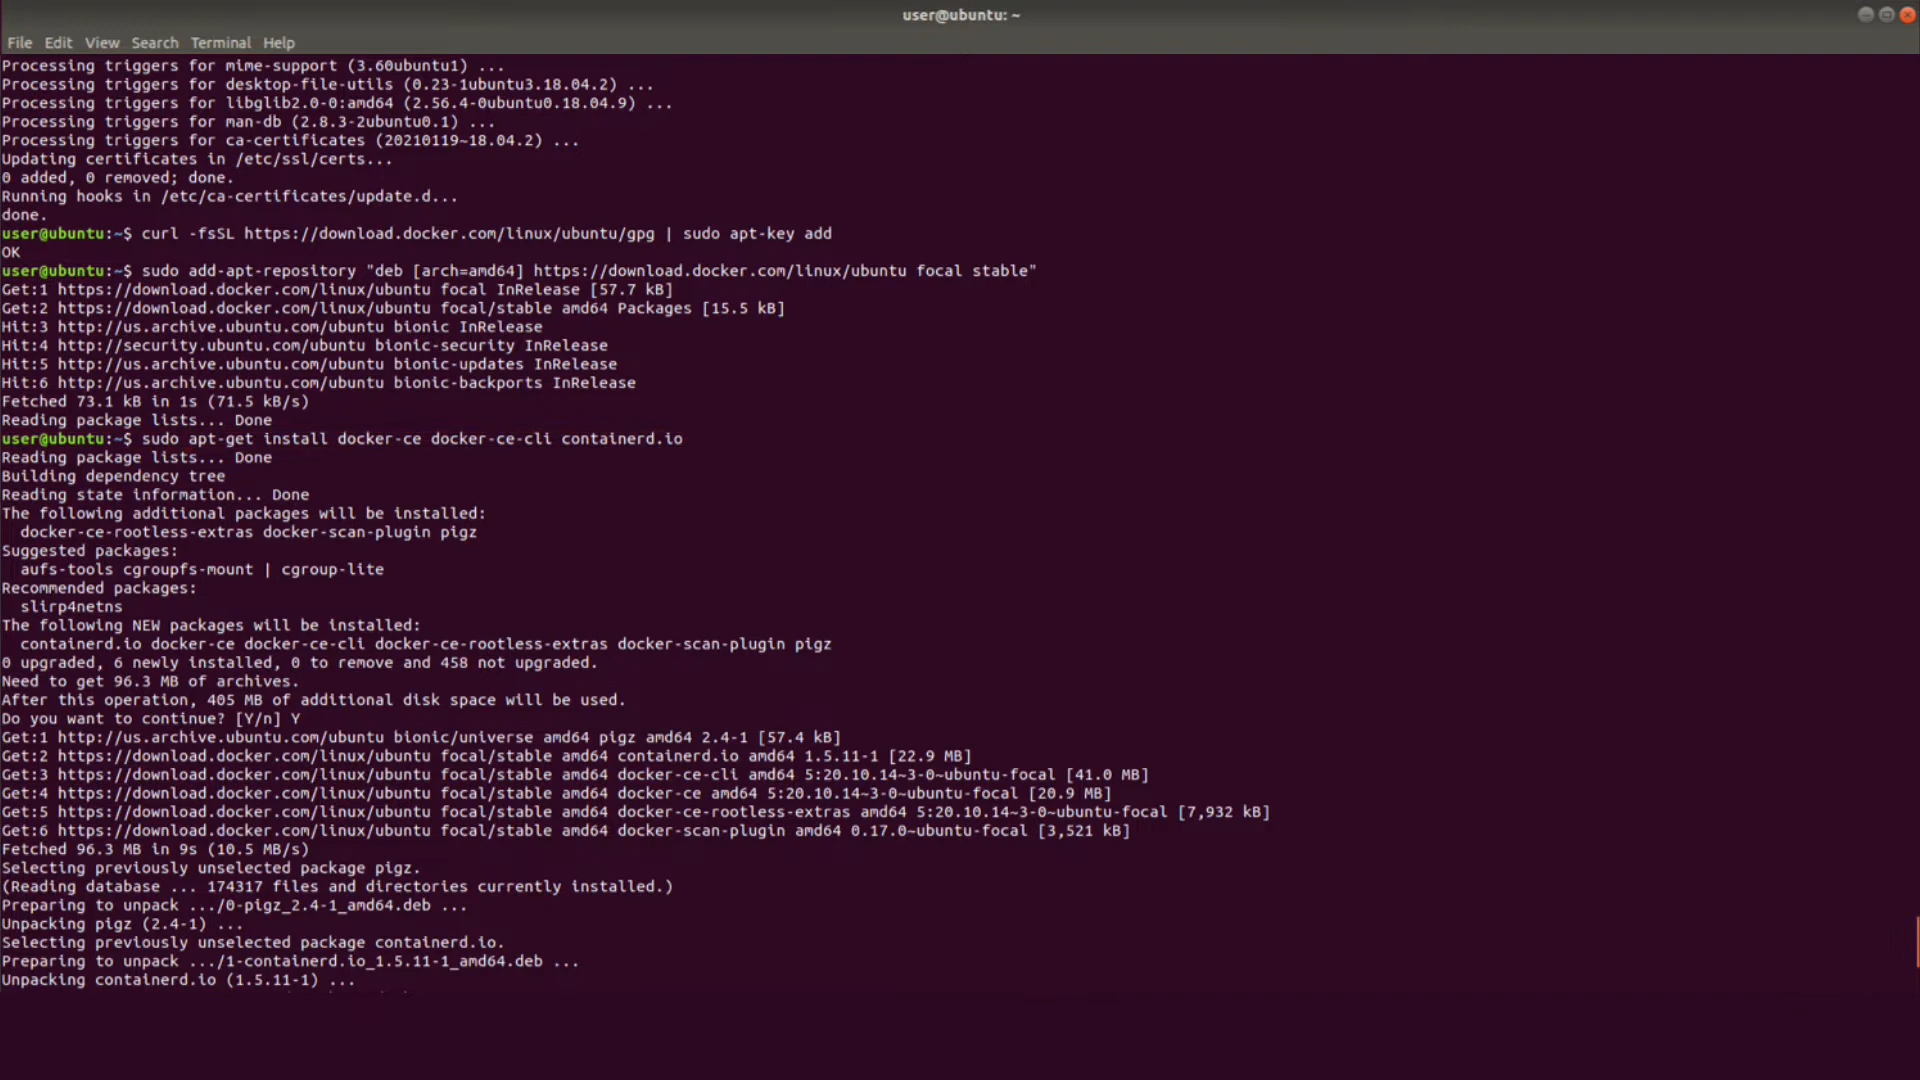 user@ubuntu: ~
File Edit View Search Terminal Help
Processing triggers for mime-support (3.60ubuntu1) ...
Processing triggers for desktop-file-utils (0.23-1ubuntu3.18.04.2) ...
Processing triggers for libglib2.0-0:amd64 (2.56.4-0ubuntu0.18.04.9) ...
Processing triggers for man-db (2.8.3-2ubuntu0.1) ...
Processing triggers for ca-certificates (20210119~18.04.2) ...
Updating certificates in /etc/ssl/certs...
0 added, 0 removed; done.
Running hooks in /etc/ca-certificates/update.d...
done.
user@ubuntu:~$ curl -fsSL https://download.docker.com/linux/ubuntu/gpg | sudo apt-key add
OK
user@ubuntu:~$ sudo add-apt-repository "deb [arch=amd64] https://download.docker.com/linux/ubuntu focal stable"
Get:1 https://download.docker.com/linux/ubuntu focal InRelease [57.7 kB]
Get:2 https://download.docker.com/linux/ubuntu focal/stable amd64 Packages [15.5 kB]
Hit:3 http://us.archive.ubuntu.com/ubuntu bionic InRelease
Hit:4 http://security.ubuntu.com/ubuntu bionic-security InRelease
Hit:5 http://us.archive.ubuntu.com/ubuntu bionic-updates InRelease
Hit:6 http://us.archive.ubuntu.com/ubuntu bionic-backports InRelease
Fetched 73.1 kB in 1s (71.5 kB/s)
Reading package lists... Done
user@ubuntu:~$ sudo apt-get install docker-ce docker-ce-cli containerd.io
Reading package lists... Done
Building dependency tree
Reading state information... Done
The following additional packages will be installed:
docker-ce-rootless-extras docker-scan-plugin pigz
Suggested packages:
aufs-tools cgroupfs-mount | cgroup-lite
Recommended packages:
slirp4netns
The following NEW packages will be installed:
containerd.io docker-ce docker-ce-cli docker-ce-rootless-extras docker-scan-plugin pigz
0 upgraded, 6 newly installed, 0 to remove and 458 not upgraded.
Need to get 96.3 MB of archives.
After this operation, 405 MB of additional disk space will be used.
Do you want to continue? [Y/n] Y
Get:1 http://us.archive.ubuntu.com/ubuntu bionic/universe amd64 pigz amd64 2.4-1 [57.4 kB]
Get:2 https://download.docker.com/linux/ubuntu focal/stable amd64 containerd.io amd64 1.5.11-1 [22.9 MB]
Get:3 https://download.docker.com/linux/ubuntu focal/stable amd64 docker-ce-cli amd64 5:20.10.14~3-0~ubuntu-focal [41.0 MB]
Get:4 https://download.docker.com/linux/ubuntu focal/stable amd64 docker-ce amd64 5:20.10.14~3-0~ubuntu-focal [20.9 MB]
Get:5 https://download.docker.com/linux/ubuntu focal/stable amd64 docker-ce-rootless-extras amd64 5:20.10.14~3-0~ubuntu-focal [7,932 kB]
Get:6 https://download.docker.com/linux/ubuntu focal/stable amd64 docker-scan-plugin amd64 0.17.0~ubuntu-focal [3,521 kB]
Fetched 96.3 MB in 9s (10.5 MB/s)
Selecting previously unselected package pigz.
(Reading database ... 174317 files and directories currently installed.)
Preparing to unpack .../0-pigz_2.4-1_amd64.deb ...
Unpacking pigz (2.4-1) ...
Selecting previously unselected package containerd.io.
Preparing to unpack .../1-containerd.io_1.5.11-1_amd64.deb ...
Unpacking containerd.io (1.5.11-1) ...